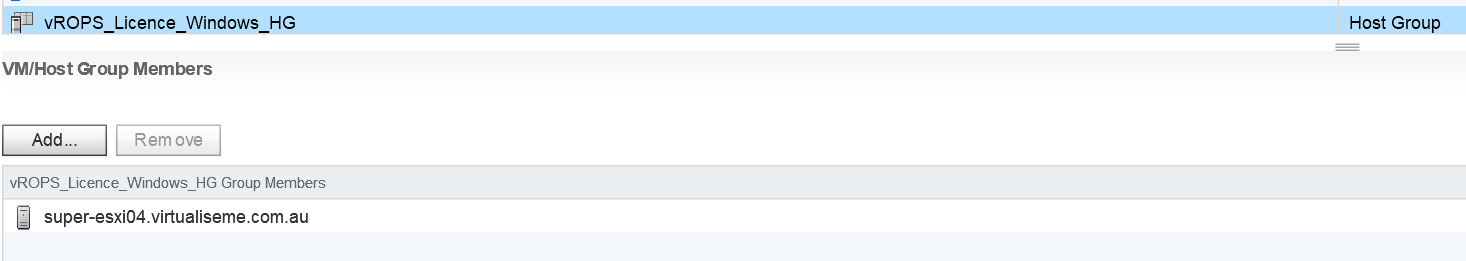 vROPS_Licence_Windows_HG Host Group
VM/Host Group Members
Add... Remove
vROPS_Licence_Windows_HG Group Members
super-esxi04.virtualiseme.com.au